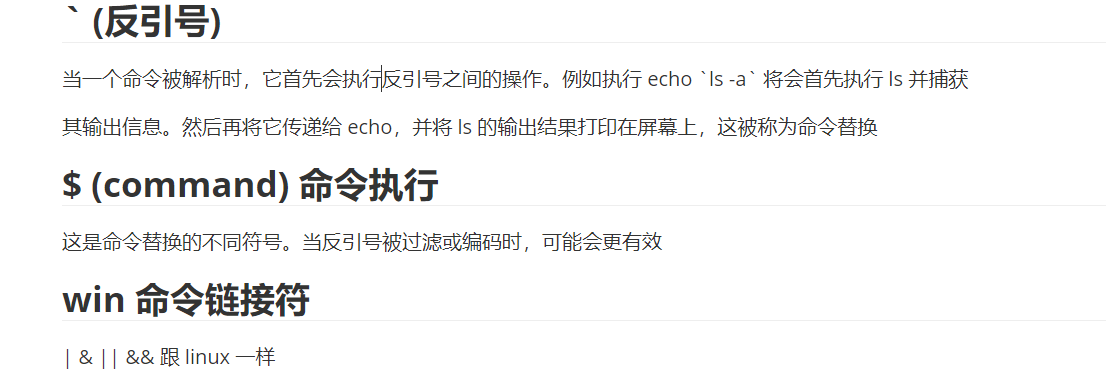 ` (反引号)
当一个命令被解析时，它首先会执行反引号之间的操作。例如执行 echo `ls -a` 将会首先执行 ls 并捕获
其输出信息。然后再将它传递给 echo，并将 ls 的输出结果打印在屏幕上，这被称为命令替换
$ (command) 命令执行
这是命令替换的不同符号。当反引号被过滤或编码时，可能会更有效
win 命令链接符
| & || && 跟 linux 一样